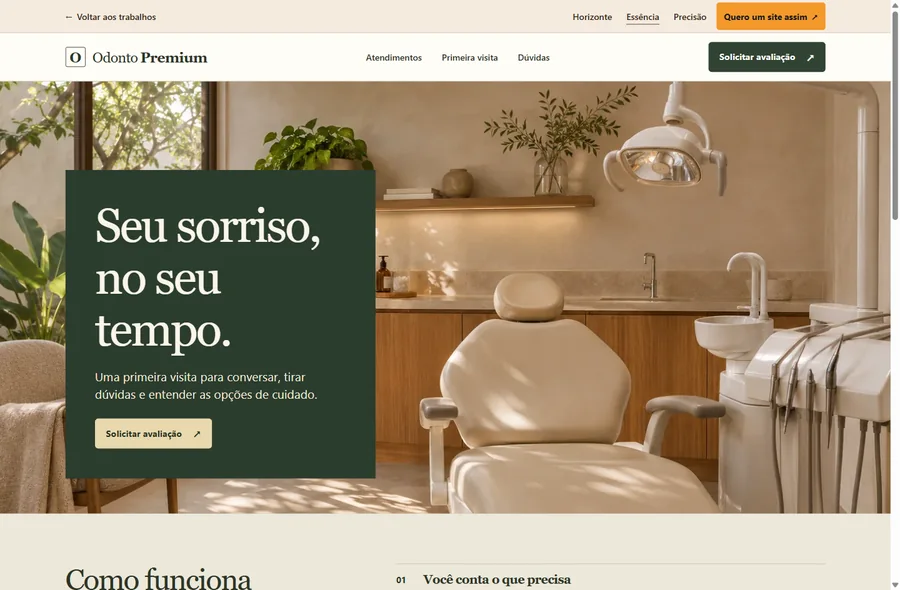 ← Voltar aos trabalhos
Horizonte Essência Precisão Quero um site assim ↗
O Odonto Premium
Atendimentos Primeira visita Dúvidas
Solicitar avaliação ↗
Seu sorriso,
no seu
tempo.
Uma primeira visita para conversar, tirar
dúvidas e entender as opções de cuidado.
Solicitar avaliação ↗
Como funciona
01 Você conta o que precisa